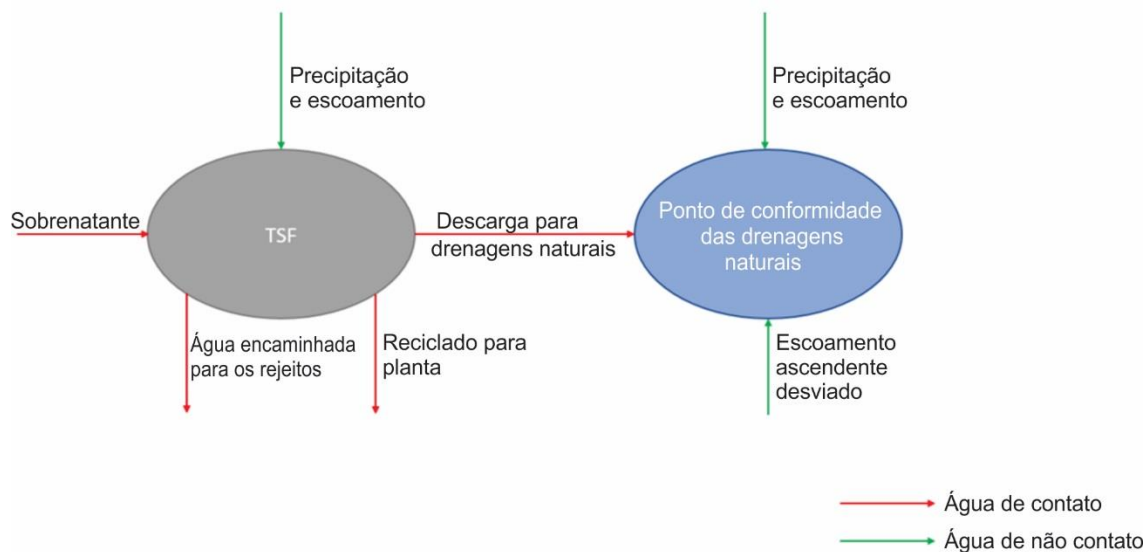 Precipitação
e escoamento
Precipitação
e escoamento
Sobrenatante
TSF
Descarga para
drenagens naturais
Ponto de conformidade
das drenagens
naturais
Água encaminhada
para os rejeitos
Reciclado para
planta
Escoamento
ascendente
desviado
Água de contato
Água de não contato